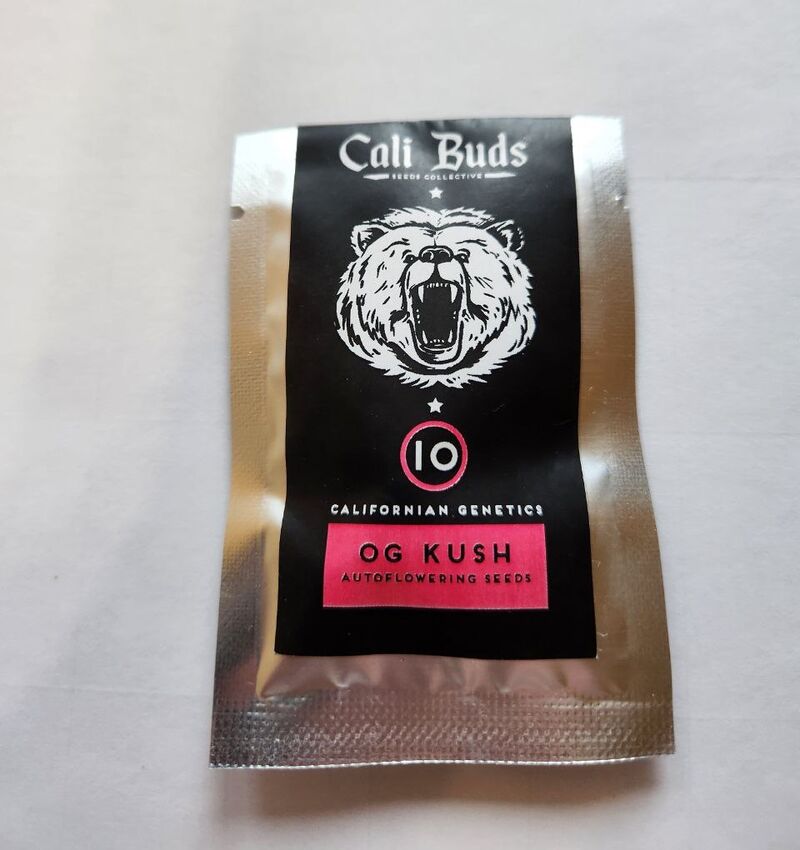 Cali Buds
SEEDS COLLECTIVE
10
CALIFORNIAN GENETICS
OG KUSH
AUTOFLOWERING SEEDS